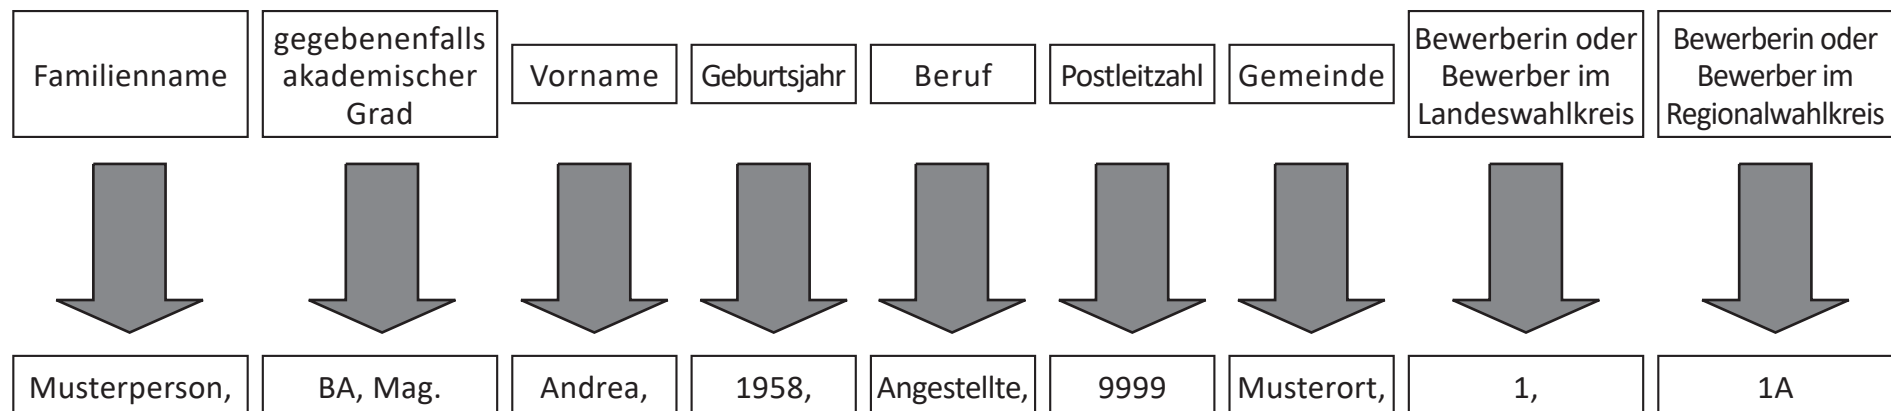 Familienname
gegebenenfalls
akademischer
Grad
Vorname
Geburtsjahr
Beruf
Postleitzahl
Gemeinde
Bewerberin oder
Bewerber im
Landeswahlkreis
Bewerberin oder
Bewerber im
Regionalwahlkreis
Musterperson,
BA, Mag.
Andrea,
1958,
Angestellte,
9999
Musterort,
1,
1A